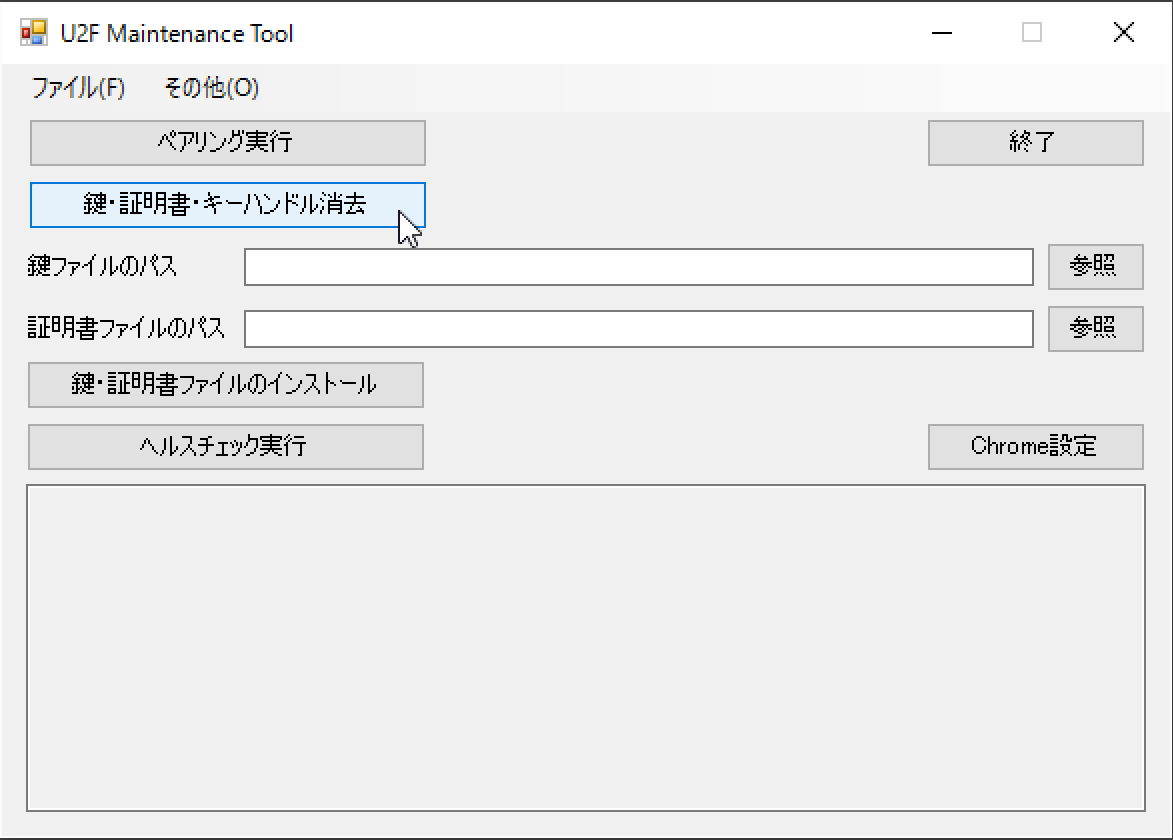 U2F Maintenance Tool
ファイル(F) その他(O)
ペアリング実行 終了
鍵・証明書・キーハンドル消去
鍵ファイルのパス 参照
証明書ファイルのパス 参照
鍵・証明書ファイルのインストール
ヘルスチェック実行 Chrome設定